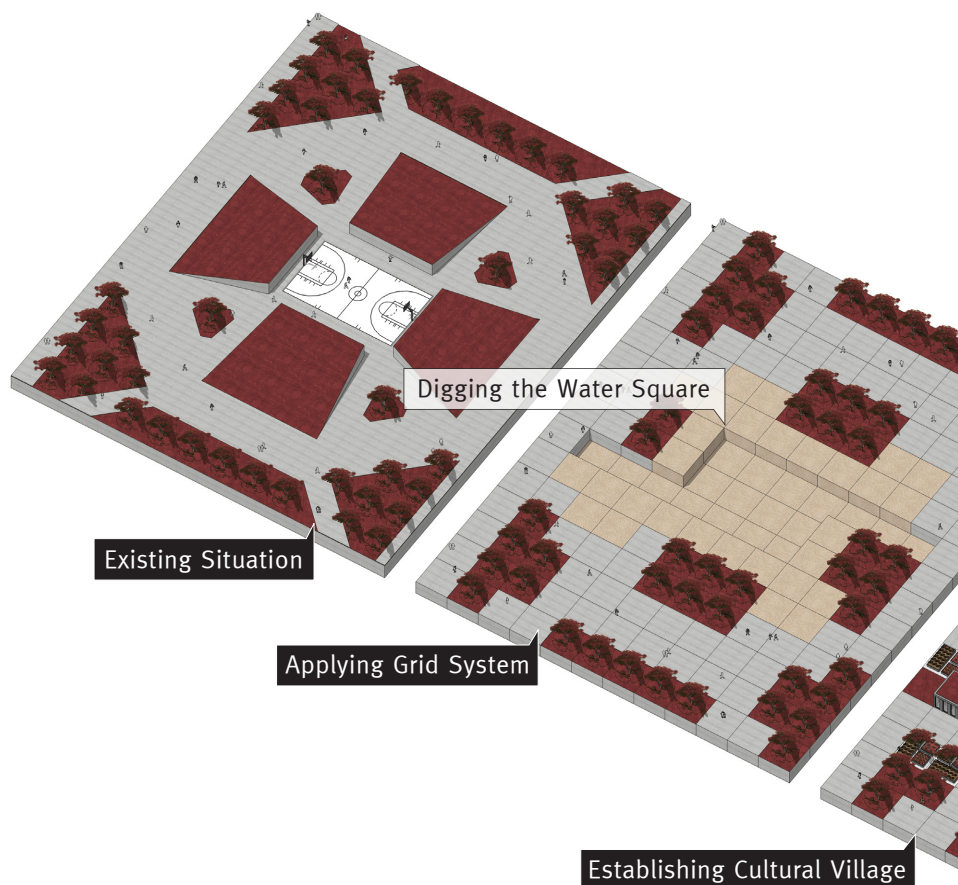 Digging the Water Square
Existing Situation
Applying Grid System
Establishing Cultural Village